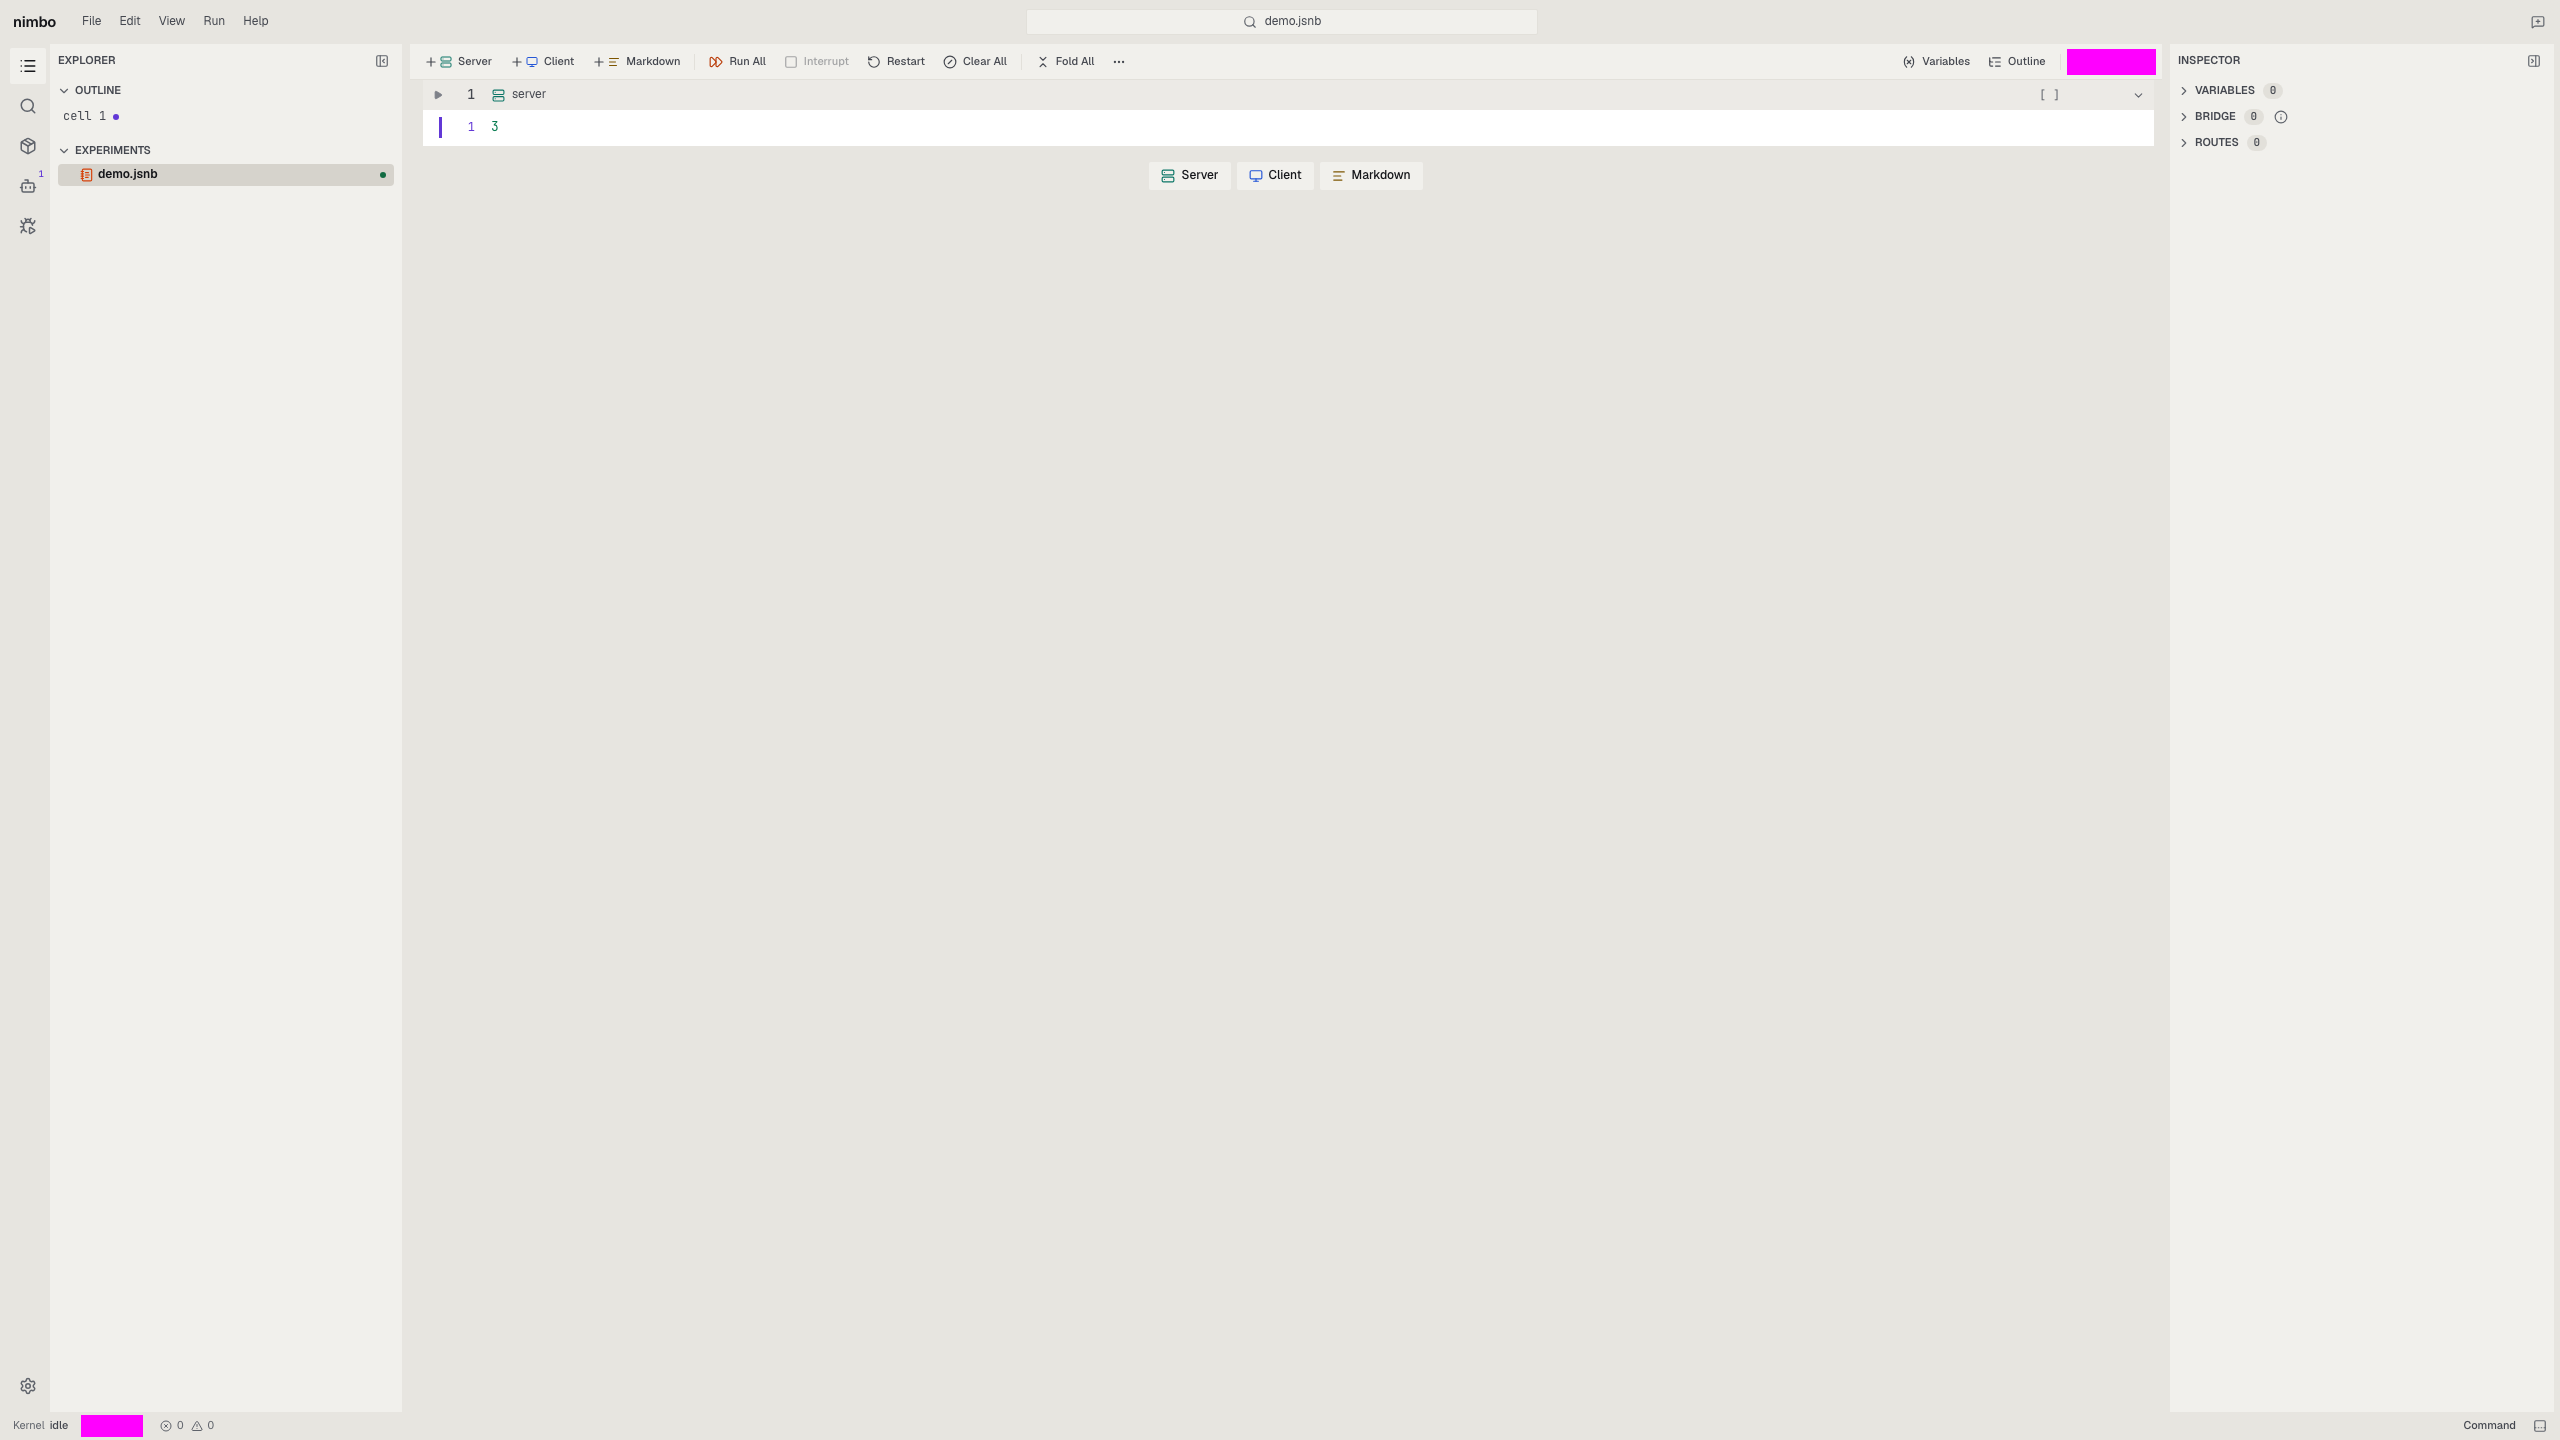 nimbo File Edit View Run Help demo.jsnb
EXPLORER
OUTLINE
cell 1
EXPERIMENTS
demo.jsnb
1
Server Client Markdown Run All Interrupt Restart Clear All Fold All ... Variables Outline
1 server [ ]
1 3
Server Client Markdown
INSPECTOR
VARIABLES 0
BRIDGE 0
ROUTES 0
Kernel idle 0 0 Command